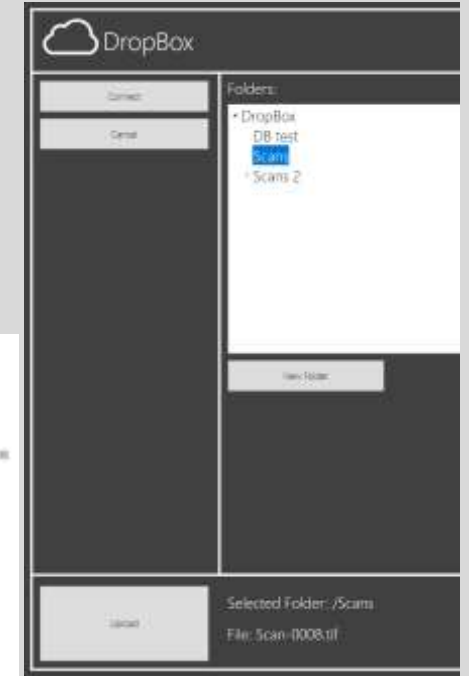 DropBox
Connect
Cancel
Folders:
DropBox
DB test
Scans
Scans 2
New Folder
Upload
Selected Folder: /Scans
File: Scan-0008.tif